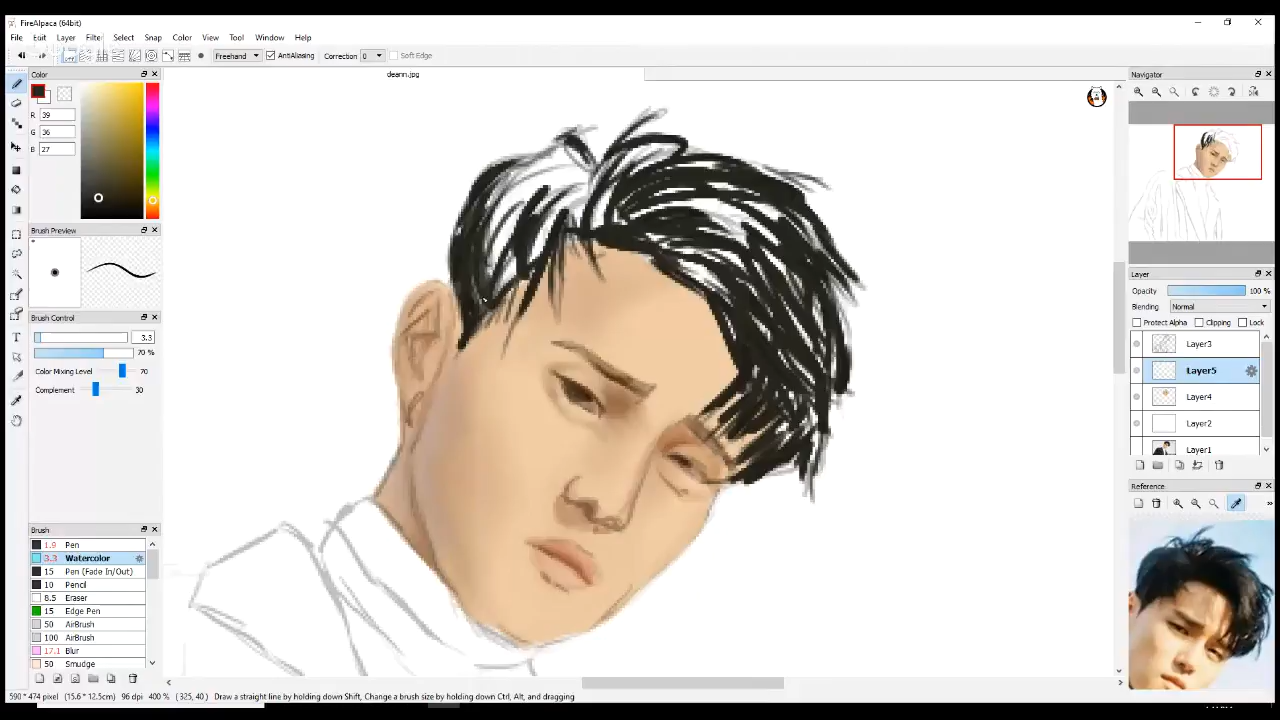 FireAlpaca (64bit)
File Edit Layer Filter Select Snap Color View Tool Window Help
Freehand AntiAliasing Correction 0 Soft Edge
Color
deann.jpg
Navigator
R 39
G 36
B 27
Brush Preview
Brush Control
3.3
70 %
Color Mixing Level 70
Complement 30
Layer
Opacity 100 %
Blending Normal
Protect Alpha Clipping Lock
Layer3
Layer5
Layer4
Layer2
Layer1
Reference
Brush
1.9 Pen
3.3 Watercolor
15 Pen (Fade In/Out)
10 Pencil
8.5 Eraser
15 Edge Pen
50 AirBrush
100 AirBrush
17.1 Blur
50 Smudge
590 * 474 pixel (15.6 * 12.5cm) 96 dpi 400 % ( 325, 40 ) Draw a straight line by holding down Shift, Change a brush size by holding down Ctrl, Alt, and dragging